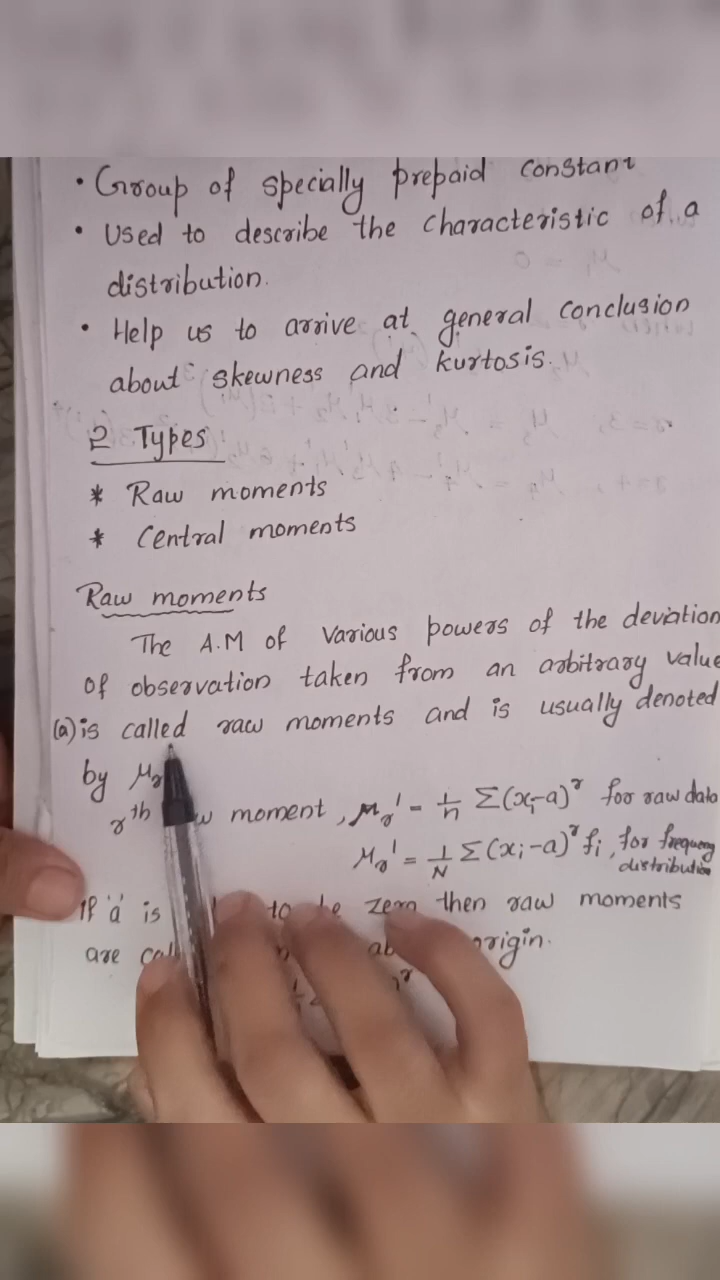 • Group of specially prepaid constant
• Used to describe the characteristic of a
distribution.
• Help us to arrive at general conclusion
about skewness and kurtosis.
2 Types
* Raw moments
* Central moments
Raw moments
The A.M of various powers of the deviation
of observation taken from an arbitrary value
(a) is called raw moments and is usually denoted
by μr
rth moment, μr' = 1/n Σ(xi-a)^r for raw data
μr' = 1/N Σ(xi-a)^r fi, for frequency
distribution
If 'a' is to be zero then raw moments
are origin.